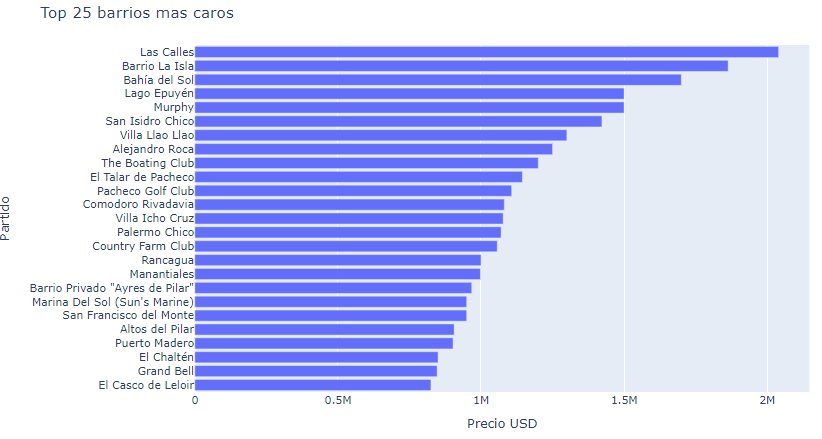 Top 25 barrios mas caros
Partido
Las Calles
Barrio La Isla
Bahía del Sol
Lago Epuyén
Murphy
San Isidro Chico
Villa Llao Llao
Alejandro Roca
The Boating Club
El Talar de Pacheco
Pacheco Golf Club
Comodoro Rivadavia
Villa Icho Cruz
Palermo Chico
Country Farm Club
Rancagua
Manantiales
Barrio Privado "Ayres de Pilar"
Marina Del Sol (Sun's Marine)
San Francisco del Monte
Altos del Pilar
Puerto Madero
El Chaltén
Grand Bell
El Casco de Leloir
0 0.5M 1M 1.5M 2M
Precio USD